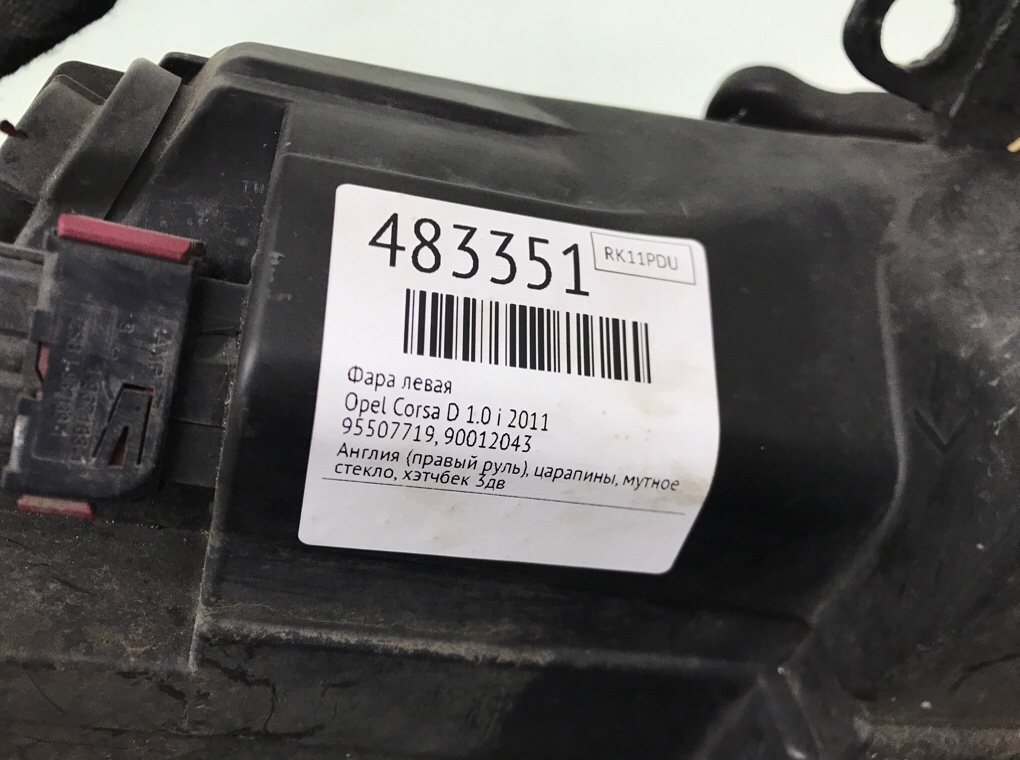 483351
RK11PDU
Фара левая
Opel Corsa D 1.0 i 2011
95507719, 90012043
Англия (правый руль), царапины, мутное
стекло, хэтчбек 3дв